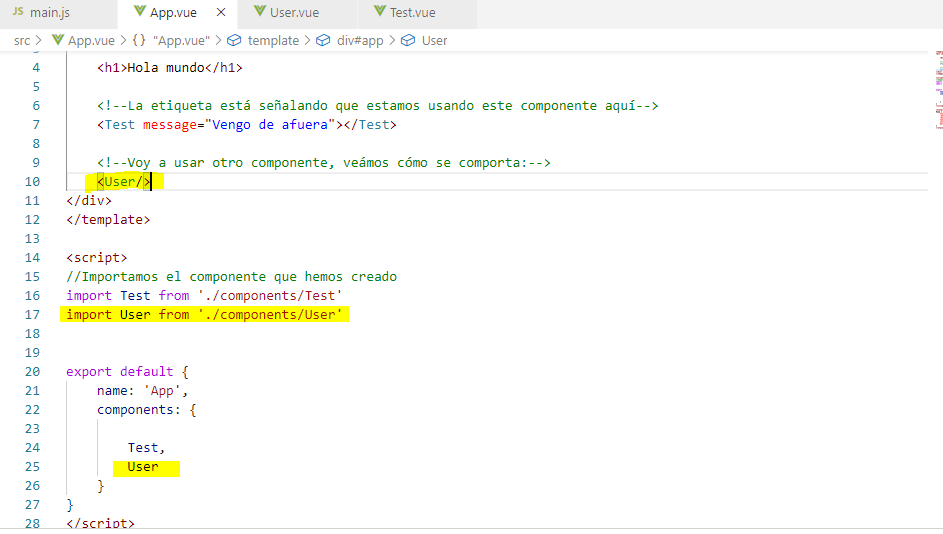 JS main.js App.vue × User.vue Test.vue
src > App.vue > {} "App.vue" > template > div#app > User
4 <h1>Hola mundo</h1>
5
6 <!--La etiqueta está señalando que estamos usando este componente aquí-->
7 <Test message="Vengo de afuera"></Test>
8
9 <!--Voy a usar otro componente, veámos cómo se comporta:-->
10 <User/>
11 </div>
12 </template>
13
14 <script>
15 //Importamos el componente que hemos creado
16 import Test from './components/Test'
17 import User from './components/User'
18
19
20 export default {
21 name: 'App',
22 components: {
23
24 Test,
25 User
26 }
27 }
28 </script>